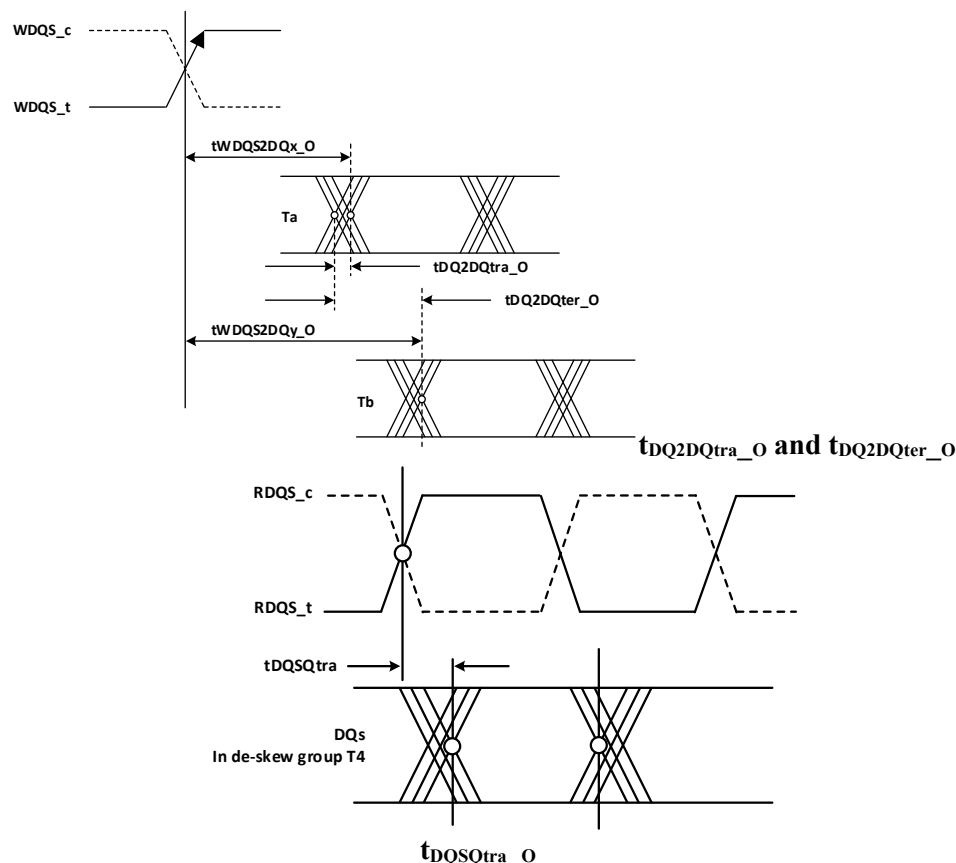 WDQS_c
WDQS_t
tWDQS2DQx_O
Ta
tDQ2DQtra_O
tDQ2DQter_O
tWDQS2DQy_O
Tb
tDQ2DQtra_O and tDQ2DQter_O
RDQS_c
RDQS_t
tDQSQtra
DQs
In de-skew group T4
tDQSQtra_O